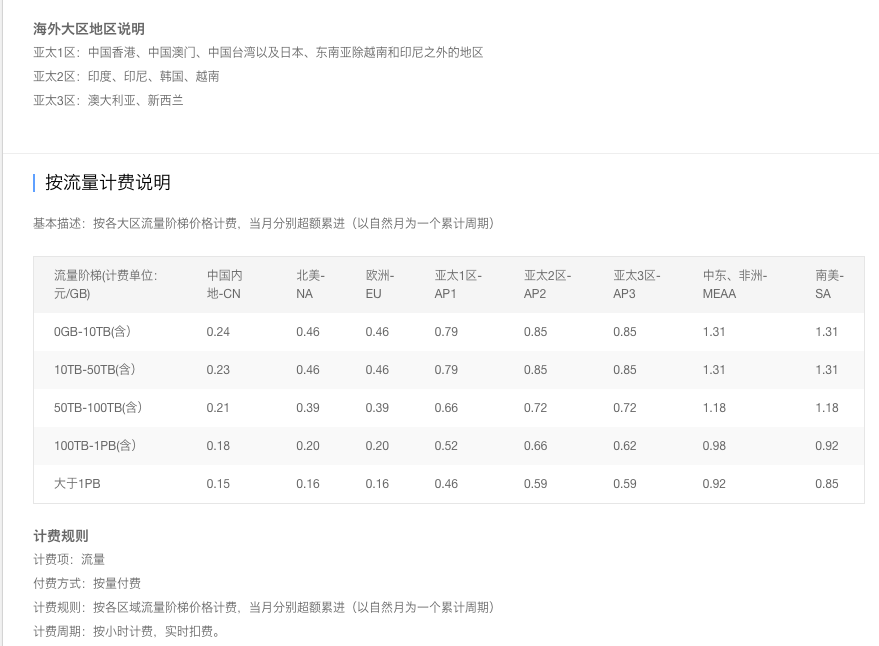 海外大区地区说明
亚太1区：中国香港、中国澳门、中国台湾以及日本、东南亚除越南和印尼之外的地区
亚太2区：印度、印尼、韩国、越南
亚太3区：澳大利亚、新西兰
按流量计费说明
基本描述：按各大区流量阶梯价格计费，当月分别超额累进（以自然月为一个累计周期）
流量阶梯(计费单位：元/GB) 中国内地-CN 北美-NA 欧洲-EU 亚太1区-AP1 亚太2区-AP2 亚太3区-AP3 中东、非洲-MEAA 南美-SA
0GB-10TB(含） 0.24 0.46 0.46 0.79 0.85 0.85 1.31 1.31
10TB-50TB(含） 0.23 0.46 0.46 0.79 0.85 0.85 1.31 1.31
50TB-100TB(含） 0.21 0.39 0.39 0.66 0.72 0.72 1.18 1.18
100TB-1PB(含） 0.18 0.20 0.20 0.52 0.66 0.62 0.98 0.92
大于1PB 0.15 0.16 0.16 0.46 0.59 0.59 0.92 0.85
计费规则
计费项：流量
付费方式：按量付费
计费规则：按各区域流量阶梯价格计费，当月分别超额累进（以自然月为一个累计周期）
计费周期：按小时计费，实时扣费。